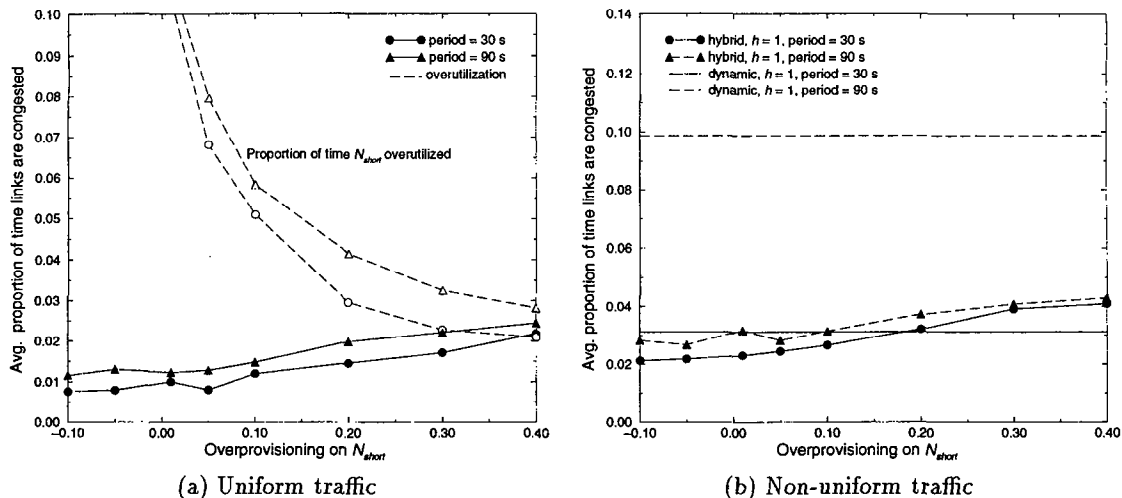 Avg. proportion of time links are congested
0.10
0.09
0.08
0.07
0.06
0.05
0.04
0.03
0.02
0.01
0.00
period = 30 s
period = 90 s
overutilization
Proportion of time N_short overutilized
-0.10
0.00
0.10
0.20
0.30
0.40
Overprovisioning on N_short
(a) Uniform traffic
Avg. proportion of time links are congested
0.14
0.12
0.10
0.08
0.06
0.04
0.02
0.00
hybrid, h = 1, period = 30 s
hybrid, h = 1, period = 90 s
dynamic, h = 1, period = 30 s
dynamic, h = 1, period = 90 s
-0.10
0.00
0.10
0.20
0.30
0.40
Overprovisioning on N_short
(b) Non-uniform traffic